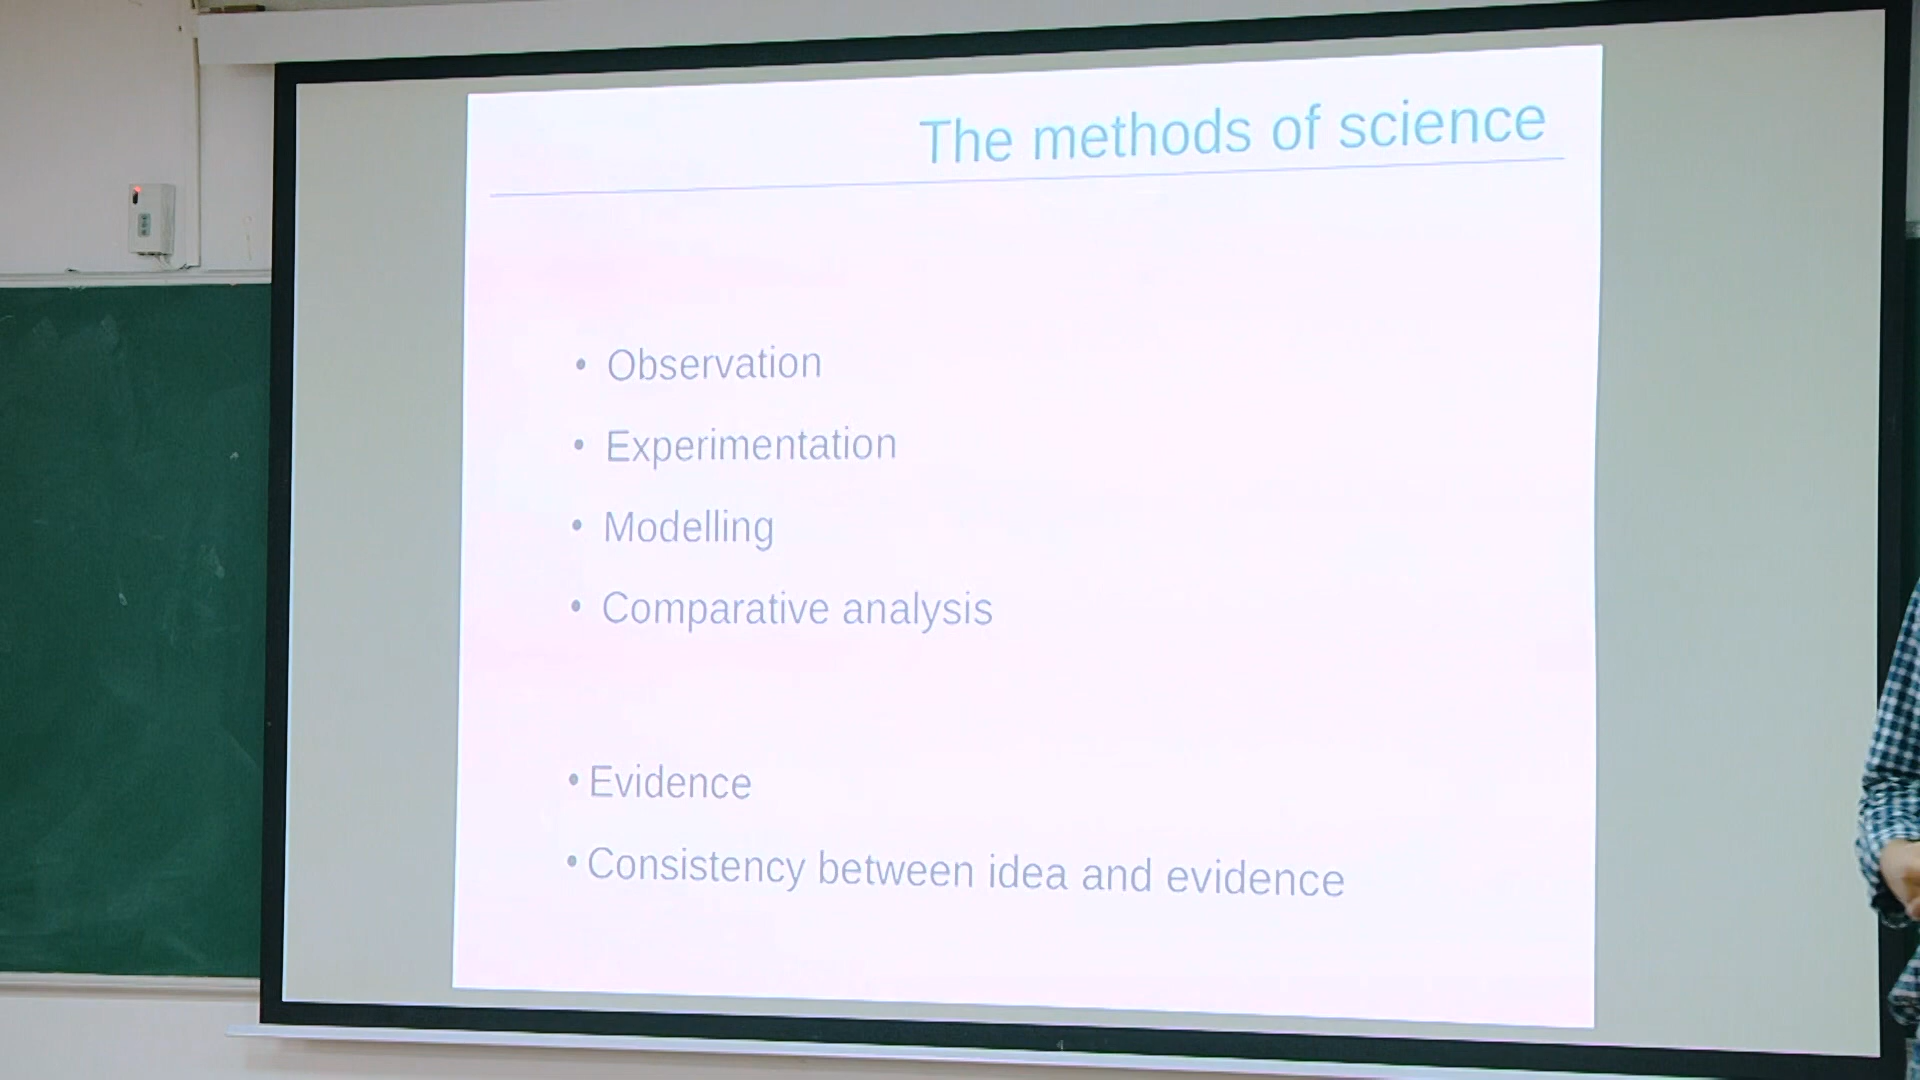 The methods of science
• Observation
• Experimentation
• Modelling
• Comparative analysis
• Evidence
• Consistency between idea and evidence